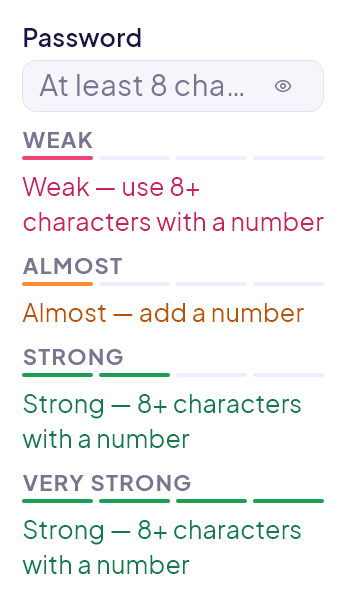 Password
At least 8 cha…
WEAK
Weak — use 8+
characters with a number
ALMOST
Almost — add a number
STRONG
Strong — 8+ characters
with a number
VERY STRONG
Strong — 8+ characters
with a number